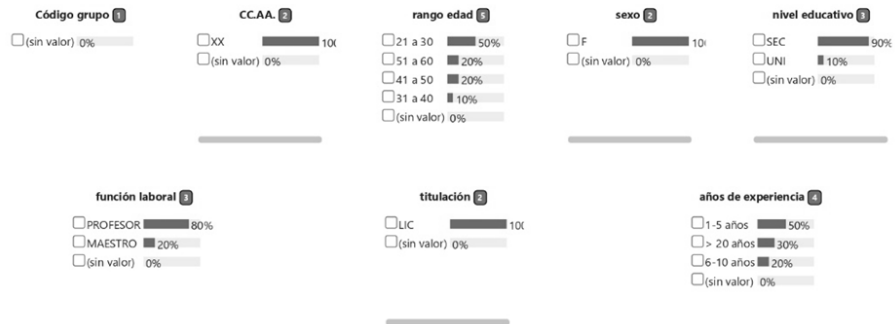 Código grupo 1
(sin valor) 0%
CC.AA. 2
XX 100
(sin valor) 0%
rango edad 5
21 a 30 50%
51 a 60 20%
41 a 50 20%
31 a 40 10%
(sin valor) 0%
sexo 2
F 10
(sin valor) 0%
nivel educativo 3
SEC 90%
UNI 10%
(sin valor) 0%
función laboral 3
PROFESOR 80%
MAESTRO 20%
(sin valor) 0%
titulación 2
LIC 100
(sin valor) 0%
años de experiencia 4
1-5 años 50%
> 20 años 30%
6-10 años 20%
(sin valor) 0%